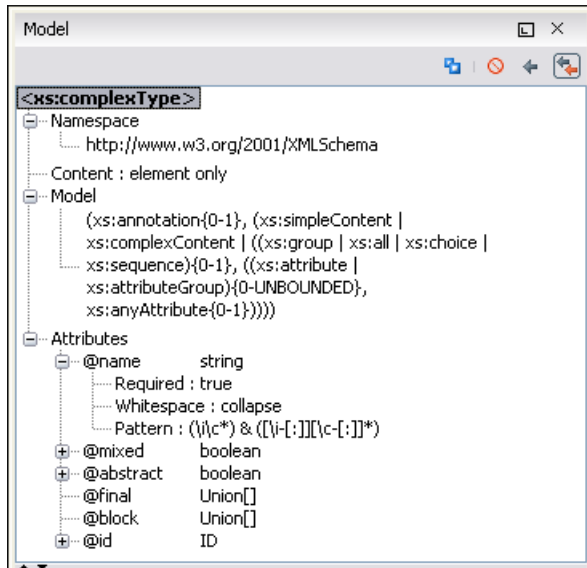 Model
<xs:complexType>
Namespace
http://www.w3.org/2001/XMLSchema
Content : element only
Model
(xs:annotation{0-1}, (xs:simpleContent |
xs:complexContent | ((xs:group | xs:all | xs:choice |
xs:sequence){0-1}, ((xs:attribute |
xs:attributeGroup){0-UNBOUNDED},
xs:anyAttribute{0-1}))))
Attributes
@name string
Required : true
Whitespace : collapse
Pattern : (\i\c*) & ([\i-[:]][\c-[:]]*)
@mixed boolean
@abstract boolean
@final Union[]
@block Union[]
@id ID